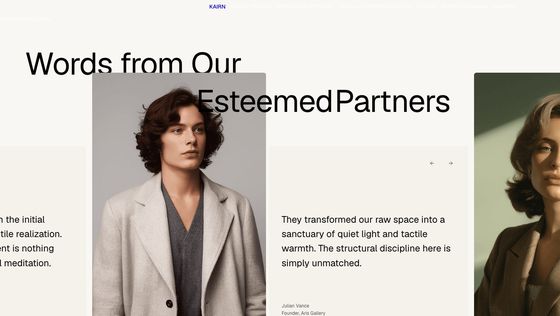 KAIRN
Words from Our
Esteemed Partners
n the initial
tile realization.
ent is nothing
l meditation.
They transformed our raw space into a
sanctuary of quiet light and tactile
warmth. The structural discipline here is
simply unmatched.
Julian Vance
Founder, Aris Gallery